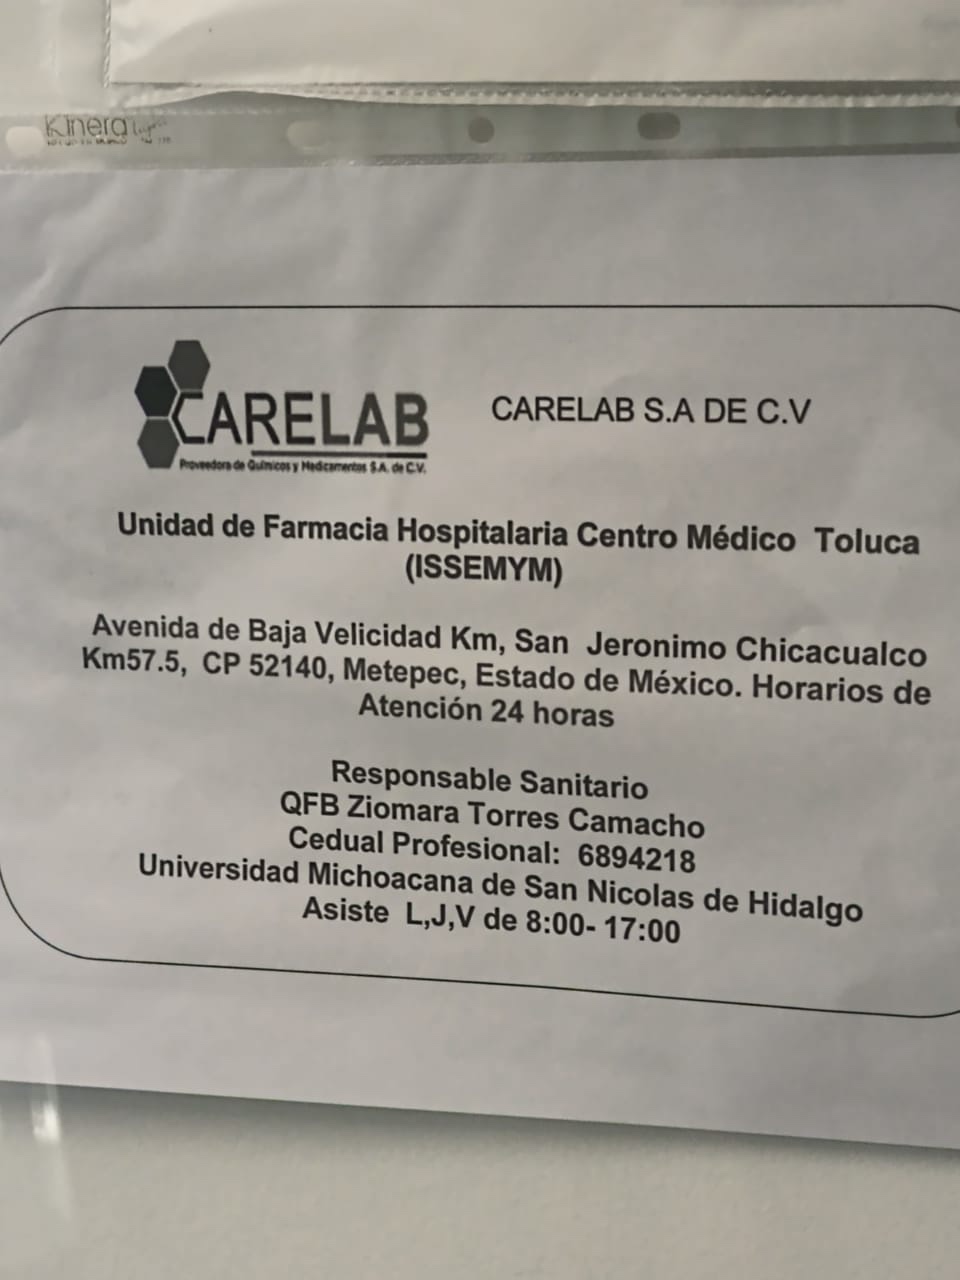 Kinera
CARELAB
Proveedora de Químicos y Medicamentos S.A. de C.V.
CARELAB S.A DE C.V
Unidad de Farmacia Hospitalaria Centro Médico Toluca
(ISSEMYM)
Avenida de Baja Velicidad Km, San Jeronimo Chicacualco
Km57.5, CP 52140, Metepec, Estado de México. Horarios de
Atención 24 horas
Responsable Sanitario
QFB Ziomara Torres Camacho
Cedual Profesional: 6894218
Universidad Michoacana de San Nicolas de Hidalgo
Asiste L,J,V de 8:00- 17:00